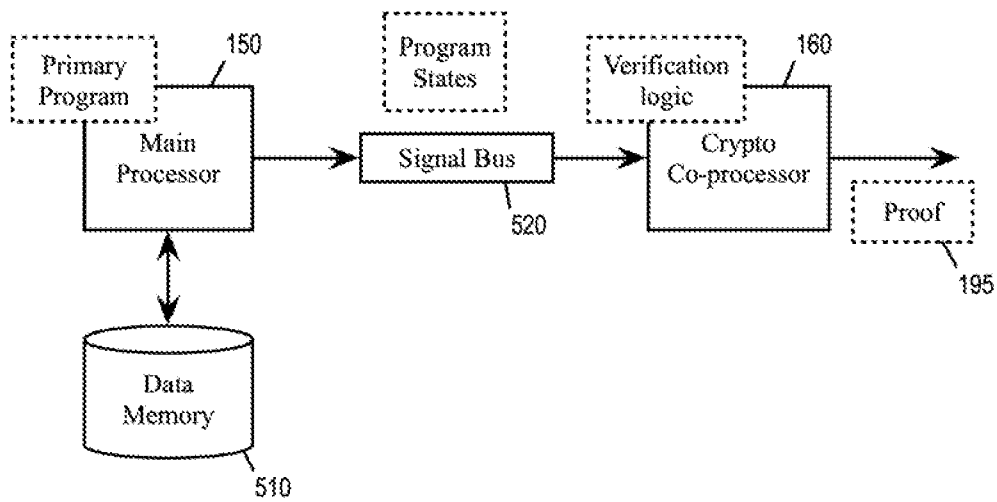 150
Primary
Program
Main
Processor
Program
States
Signal Bus
520
160
Verification
logic
Crypto
Co-processor
Proof
195
Data
Memory
510